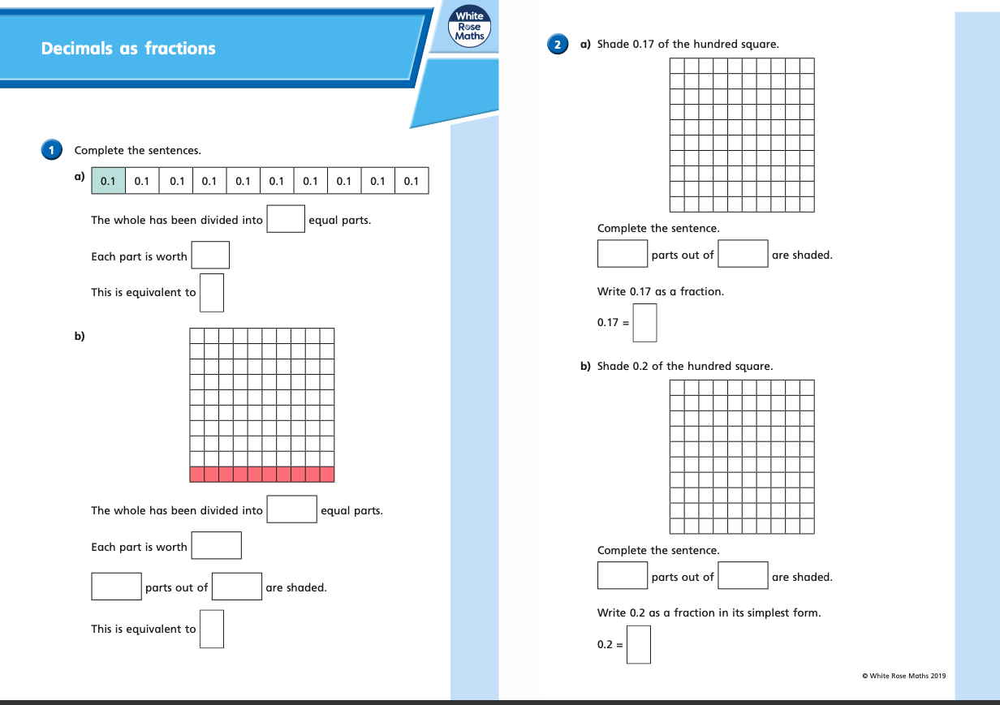 White
Rose
Maths
Decimals as fractions
1 Complete the sentences.
a) 0.1 0.1 0.1 0.1 0.1 0.1 0.1 0.1 0.1 0.1
The whole has been divided into equal parts.
Each part is worth
This is equivalent to
b)
The whole has been divided into equal parts.
Each part is worth
parts out of are shaded.
This is equivalent to
2 a) Shade 0.17 of the hundred square.
Complete the sentence.
parts out of are shaded.
Write 0.17 as a fraction.
0.17 =
b) Shade 0.2 of the hundred square.
Complete the sentence.
parts out of are shaded.
Write 0.2 as a fraction in its simplest form.
0.2 =
© White Rose Maths 2019